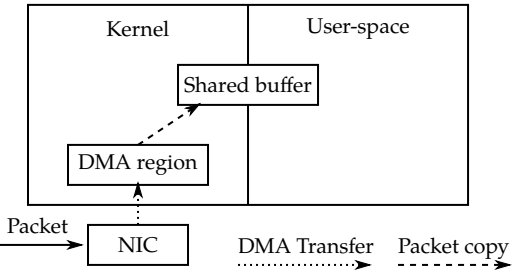 Kernel
User-space
Shared buffer
DMA region
Packet
NIC
DMA Transfer
Packet copy